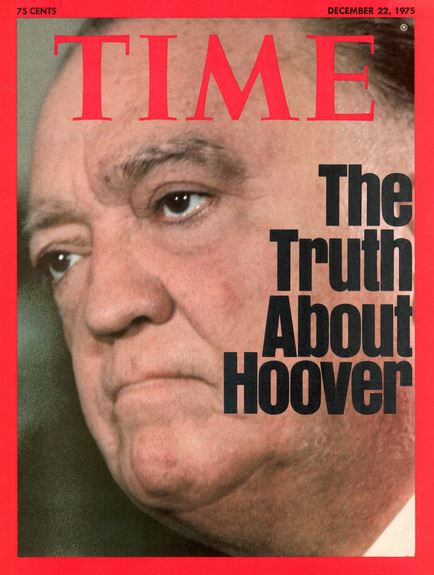 75 CENTS
DECEMBER 22, 1975
TIME
®
The
Truth
About
Hoover